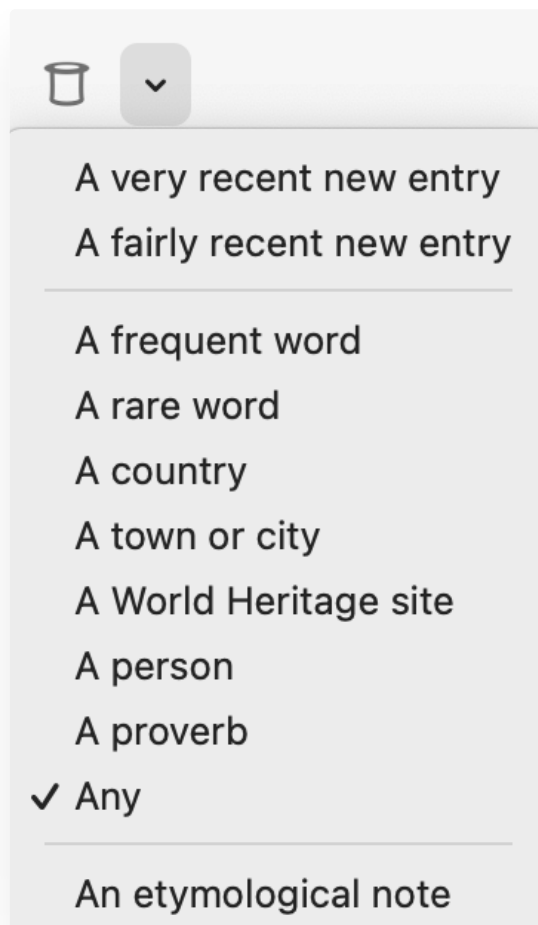 A very recent new entry
A fairly recent new entry
A frequent word
A rare word
A country
A town or city
A World Heritage site
A person
A proverb
Any
An etymological note